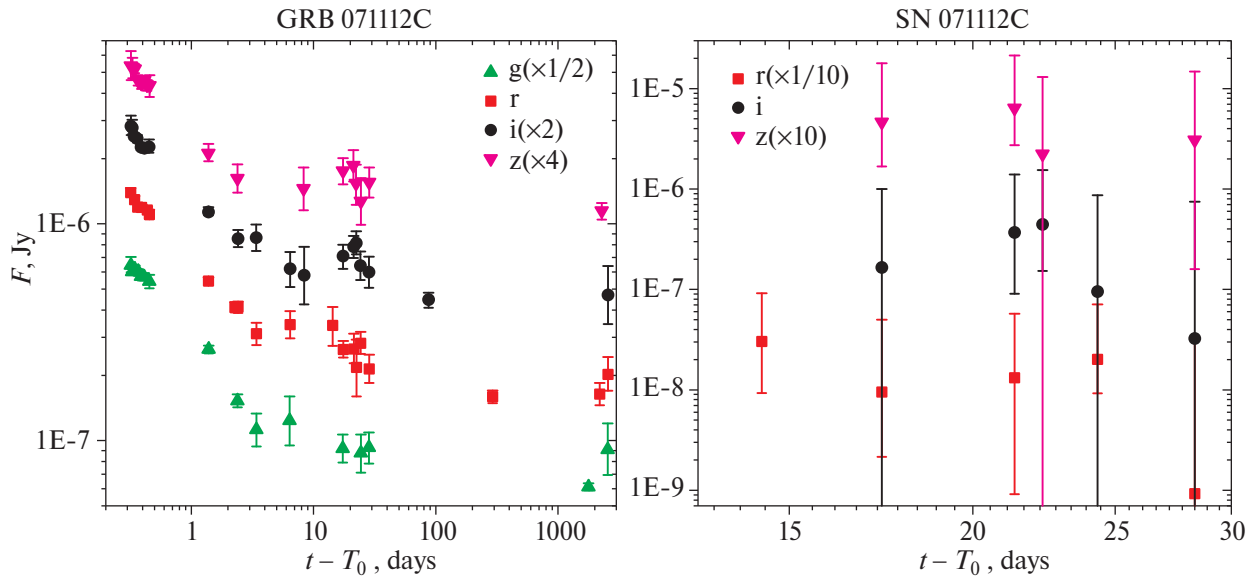 GRB 071112C
SN 071112C
g(×1/2)
r
i(×2)
z(×4)
r(×1/10)
i
z(×10)
F, Jy
1E-6
1E-7
1E-5
1E-6
1E-7
1E-8
1E-9
1 10 100 1000
15 20 25 30
t – T0 , days
t – T0 , days